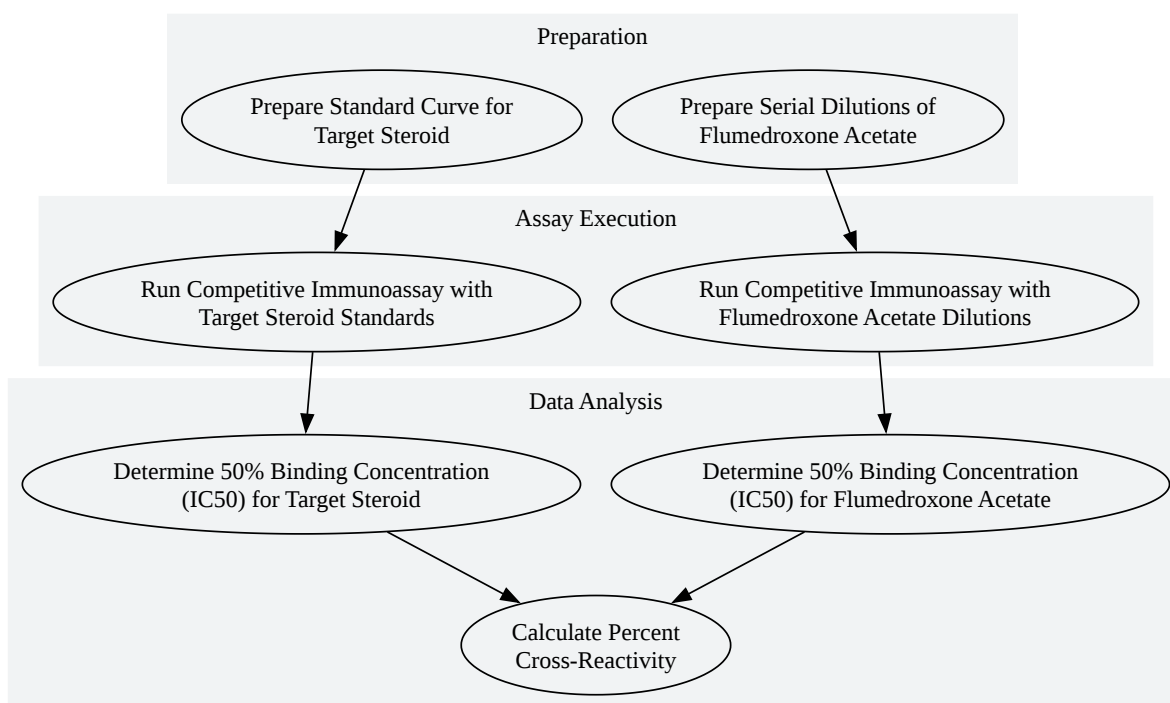 Preparation
Prepare Standard Curve for
Target Steroid
Prepare Serial Dilutions of
Flumedroxone Acetate
Assay Execution
Run Competitive Immunoassay with
Target Steroid Standards
Run Competitive Immunoassay with
Flumedroxone Acetate Dilutions
Data Analysis
Determine 50% Binding Concentration
(IC50) for Target Steroid
Determine 50% Binding Concentration
(IC50) for Flumedroxone Acetate
Calculate Percent
Cross-Reactivity